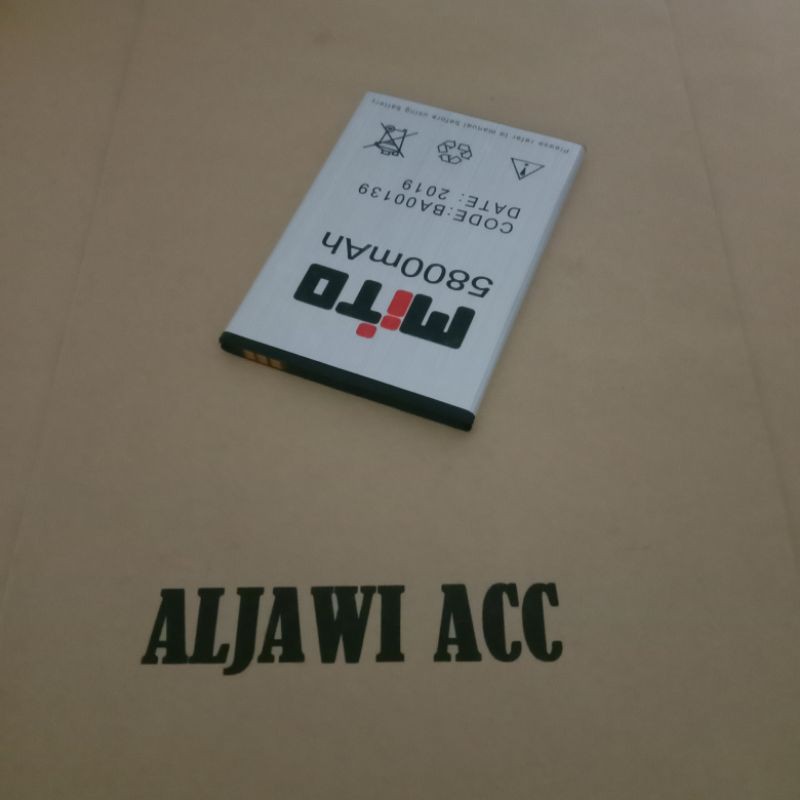 mito
5800mAh
CODE:BA00139
DATE: 2019
Please refer to manual before using battery
ALJAWI ACC